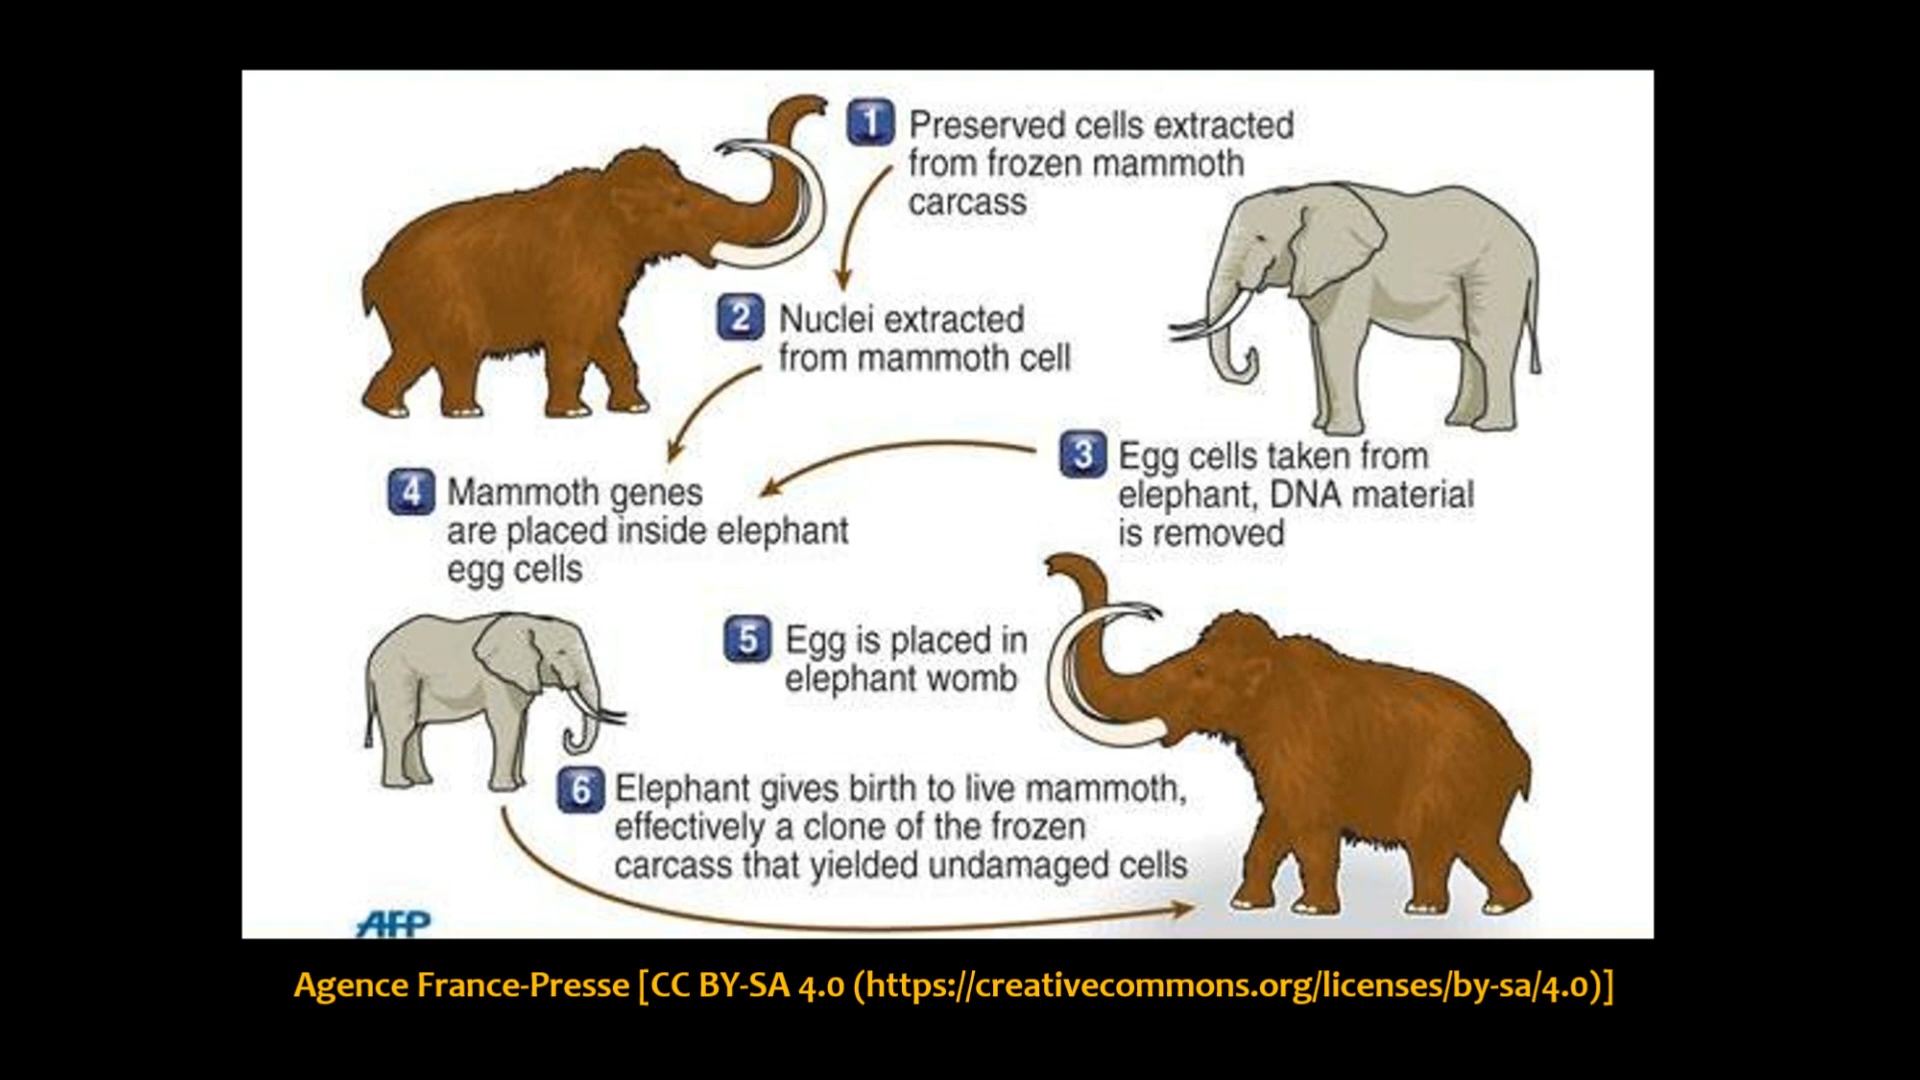 1 Preserved cells extracted
from frozen mammoth
carcass
2 Nuclei extracted
from mammoth cell
3 Egg cells taken from
elephant, DNA material
is removed
4 Mammoth genes
are placed inside elephant
egg cells
5 Egg is placed in
elephant womb
6 Elephant gives birth to live mammoth,
effectively a clone of the frozen
carcass that yielded undamaged cells
AFP
Agence France-Presse [CC BY-SA 4.0 (https://creativecommons.org/licenses/by-sa/4.0)]